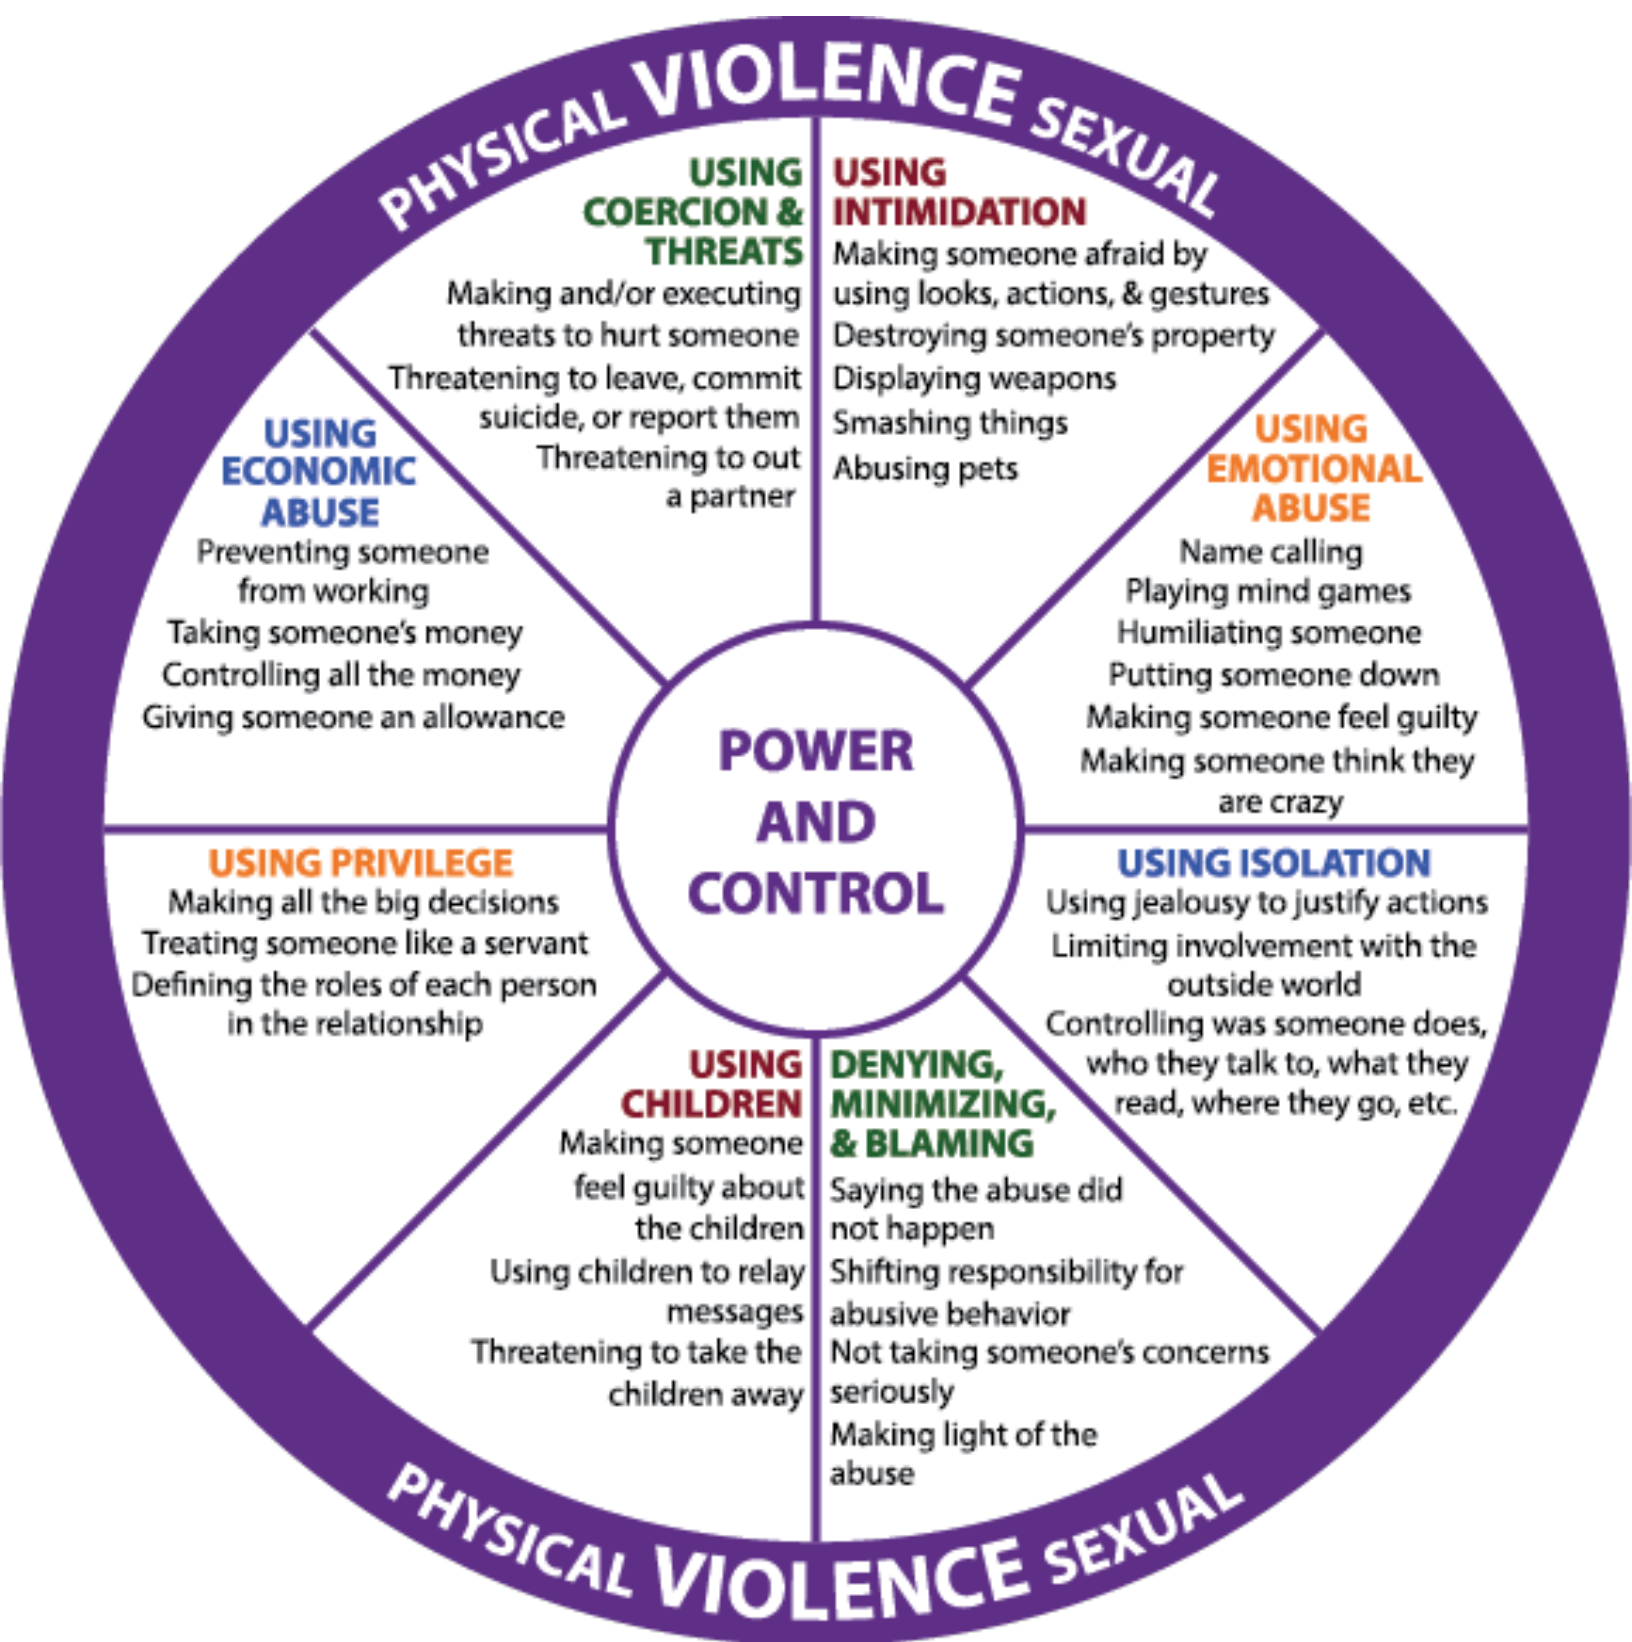 PHYSICAL VIOLENCE SEXUAL
USING
COERCION &
THREATS
Making and/or executing
threats to hurt someone
Threatening to leave, commit
suicide, or report them
Threatening to out
a partner
USING
INTIMIDATION
Making someone afraid by
using looks, actions, & gestures
Destroying someone's property
Displaying weapons
Smashing things
Abusing pets
USING
EMOTIONAL
ABUSE
Name calling
Playing mind games
Humiliating someone
Putting someone down
Making someone feel guilty
Making someone think they
are crazy
USING ISOLATION
Using jealousy to justify actions
Limiting involvement with the
outside world
Controlling was someone does,
who they talk to, what they
read, where they go, etc.
DENYING,
MINIMIZING,
& BLAMING
Saying the abuse did
not happen
Shifting responsibility for
abusive behavior
Not taking someone's concerns
seriously
Making light of the
abuse
USING
CHILDREN
Making someone
feel guilty about
the children
Using children to relay
messages
Threatening to take the
children away
USING PRIVILEGE
Making all the big decisions
Treating someone like a servant
Defining the roles of each person
in the relationship
USING
ECONOMIC
ABUSE
Preventing someone
from working
Taking someone's money
Controlling all the money
Giving someone an allowance
POWER
AND
CONTROL
PHYSICAL VIOLENCE SEXUAL